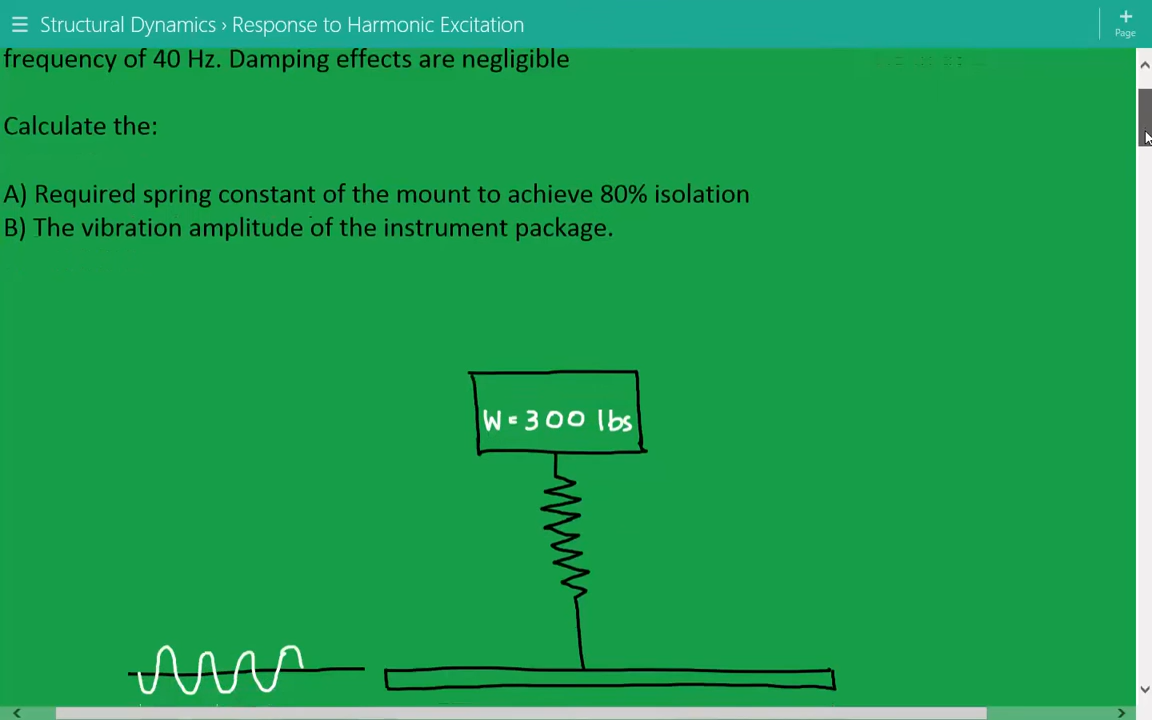 Structural Dynamics › Response to Harmonic Excitation
Page
frequency of 40 Hz. Damping effects are negligible
Calculate the:
A) Required spring constant of the mount to achieve 80% isolation
B) The vibration amplitude of the instrument package.
W = 300 lbs